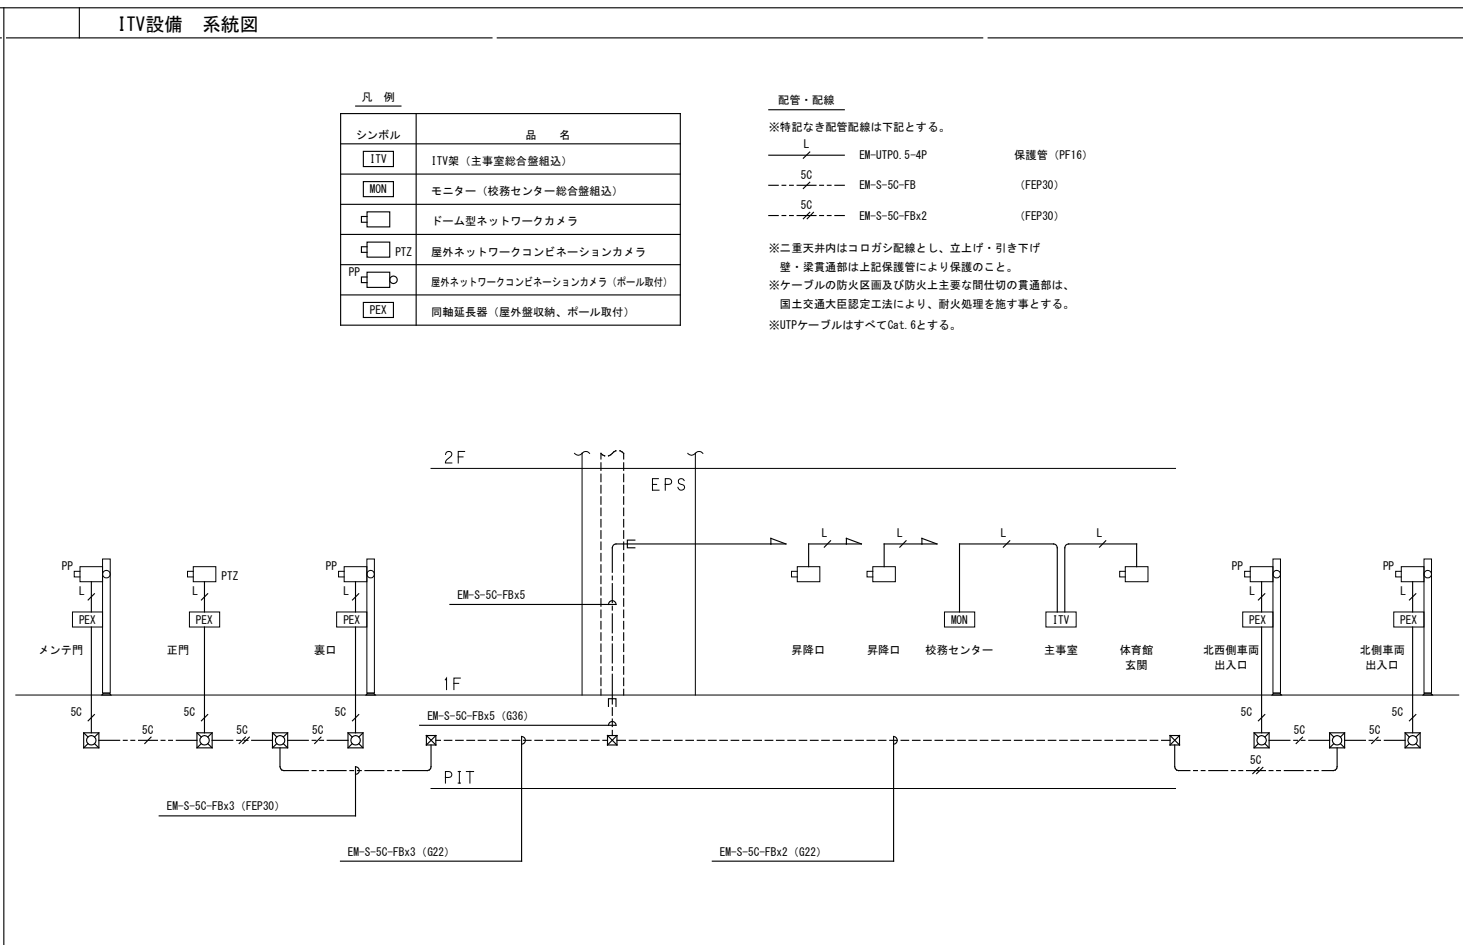 ITV設備　系統図
凡　例
シンボル　品　名
ITV　ITV架（主事室総合盤組込）
MON　モニター（校務センター総合盤組込）
ドーム型ネットワークカメラ
PTZ　屋外ネットワークコンビネーションカメラ
PP　屋外ネットワークコンビネーションカメラ（ポール取付）
PEX　同軸延長器（屋外盤収納、ポール取付）
配管・配線
※特記なき配管配線は下記とする。
L　EM-UTP0.5-4P　保護管（PF16）
5C　EM-S-5C-FB　（FEP30）
5C　EM-S-5C-FBx2　（FEP30）
※二重天井内はコロガシ配線とし、立上げ・引き下げ
壁・梁貫通部は上記保護管により保護のこと。
※ケーブルの防火区画及び防火上主要な間仕切の貫通部は、
国土交通大臣認定工法により、耐火処理を施す事とする。
※UTPケーブルはすべてCat.6とする。
2F
EPS
L　L　L　L
PP　PTZ　PP　PP　PP
L　L　L　L　L
EM-S-5C-FBx5
PEX　PEX　PEX　MON　ITV　PEX　PEX
メンテ門　正門　裏口　昇降口　昇降口　校務センター　主事室　体育館　北西側車両　北側車両
玄関　出入口　出入口
1F
5C　5C　5C　EM-S-5C-FBx5（G36）　5C　5C
5C　5C　5C　5C　5C
5C
PIT
EM-S-5C-FBx3（FEP30）
EM-S-5C-FBx3（G22）　EM-S-5C-FBx2（G22）